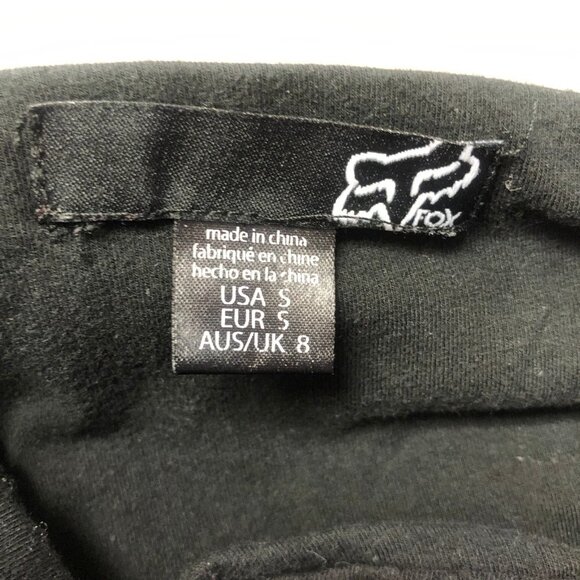 FOX
made in china
fabriqué en chine
hecho en la china
USA S
EUR S
AUS/UK 8